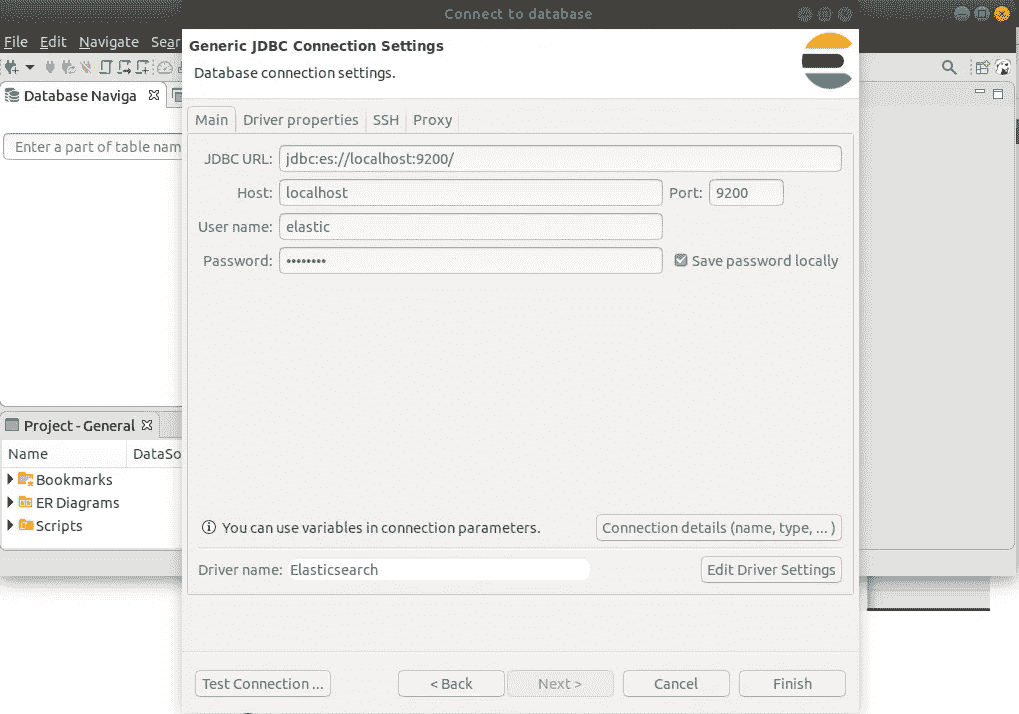 Connect to database
File Edit Navigate Sear
Generic JDBC Connection Settings
Database connection settings.
Database Naviga
Enter a part of table nam
Main Driver properties SSH Proxy
JDBC URL: jdbc:es://localhost:9200/
Host: localhost Port: 9200
User name: elastic
Password: •••••••• Save password locally
Project - General
Name DataSo
Bookmarks
ER Diagrams
Scripts
You can use variables in connection parameters. Connection details (name, type, ... )
Driver name: Elasticsearch Edit Driver Settings
Test Connection ... < Back Next > Cancel Finish